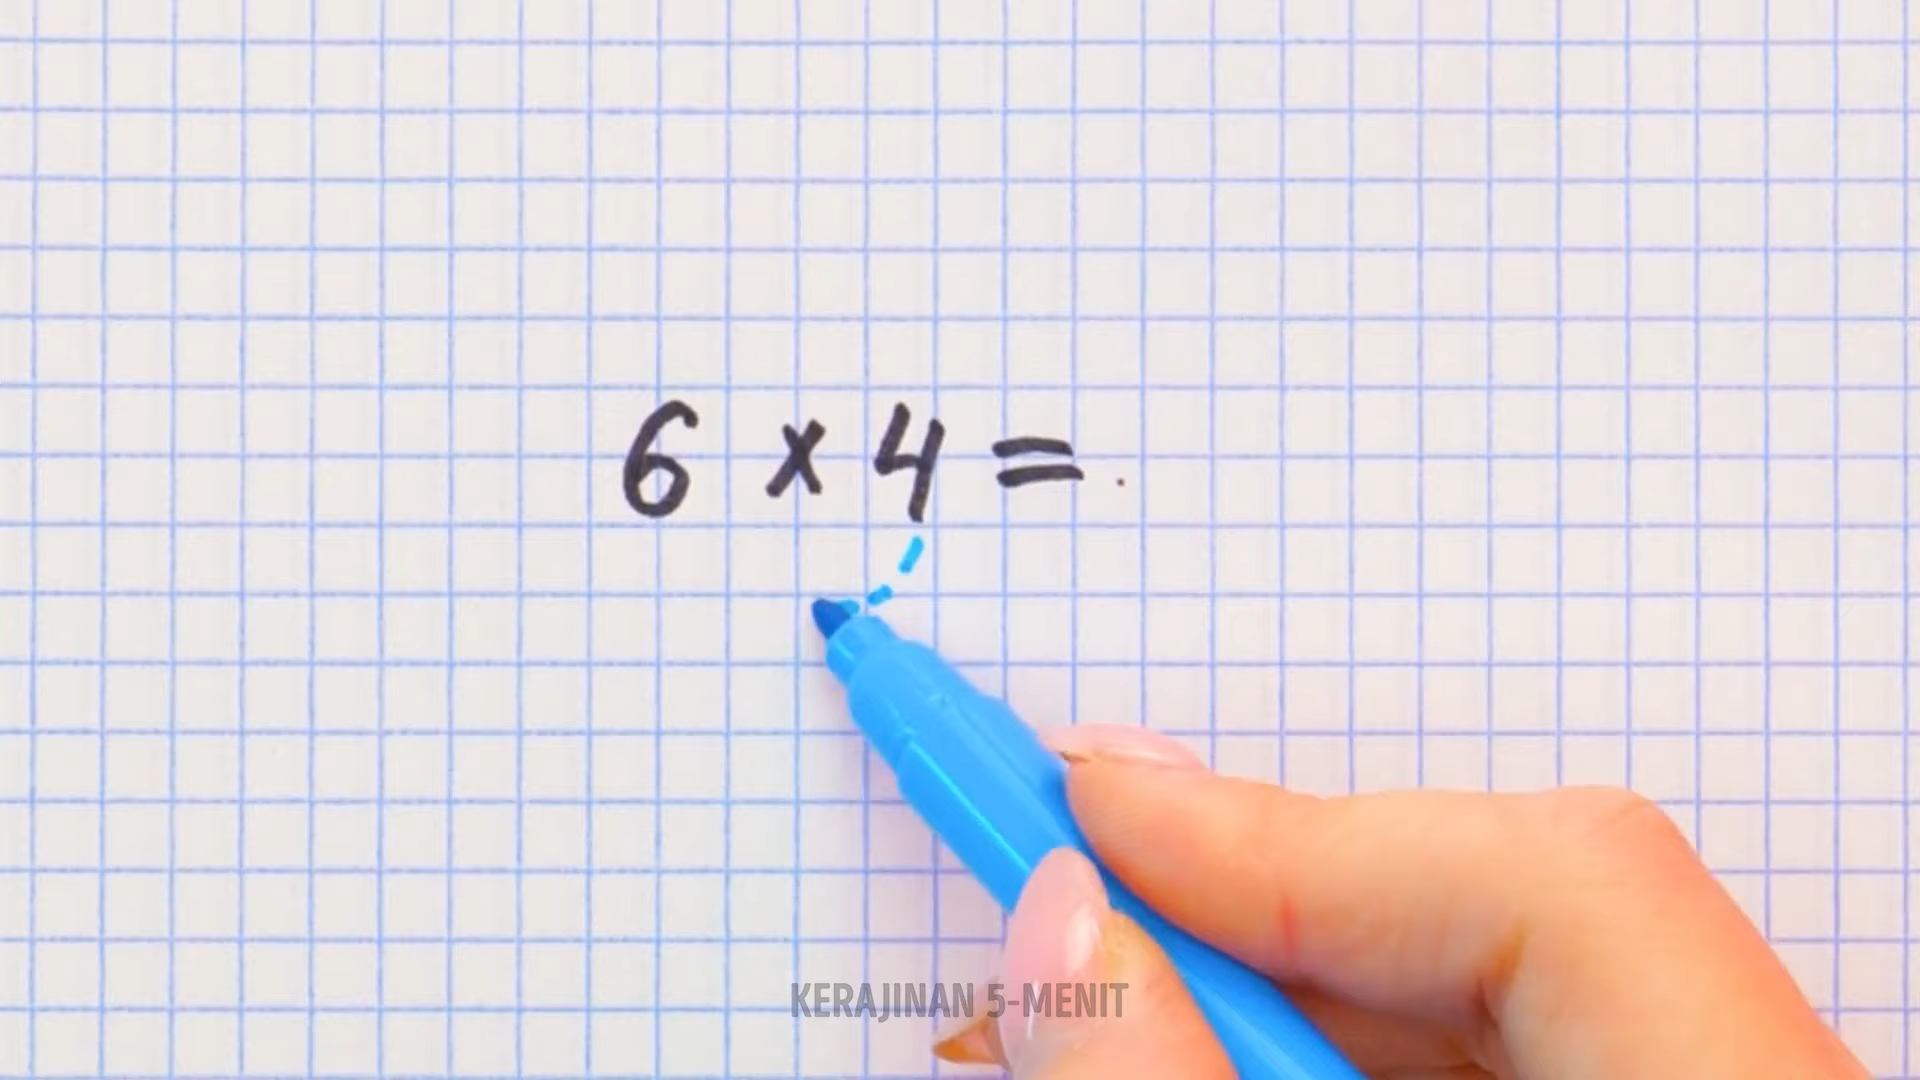 6 × 4 =
KERAJINAN 5-MENIT